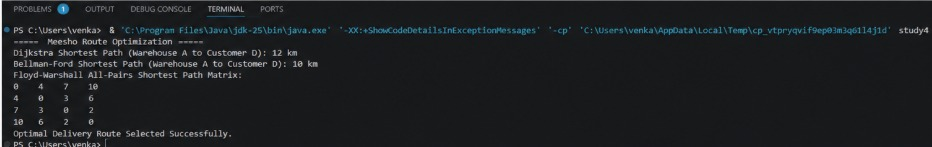 PROBLEMS 1 OUTPUT DEBUG CONSOLE TERMINAL PORTS
PS C:\Users\venka> & 'C:\Program Files\Java\jdk-25\bin\java.exe' '-XX:+ShowCodeDetailsInExceptionMessages' '-cp' 'C:\Users\venka\AppData\Local\Temp\cp_vtpryqvif9ep03m3q6il4j1d' study4
===== Meesho Route Optimization =====
Dijkstra Shortest Path (Warehouse A to Customer D): 12 km
Bellman-Ford Shortest Path (Warehouse A to Customer D): 10 km
Floyd-Warshall All-Pairs Shortest Path Matrix:
0 4 7 10
4 0 3 6
7 3 0 2
10 6 2 0
Optimal Delivery Route Selected Successfully.
PS C:\Users\venka>